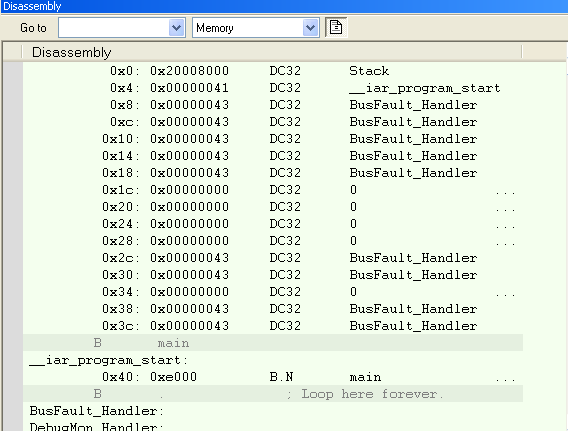 Disassembly
Go to Memory
Disassembly
0x0: 0x20008000 DC32 Stack
0x4: 0x00000041 DC32 __iar_program_start
0x8: 0x00000043 DC32 BusFault_Handler
0xc: 0x00000043 DC32 BusFault_Handler
0x10: 0x00000043 DC32 BusFault_Handler
0x14: 0x00000043 DC32 BusFault_Handler
0x18: 0x00000043 DC32 BusFault_Handler
0x1c: 0x00000000 DC32 0 ...
0x20: 0x00000000 DC32 0 ...
0x24: 0x00000000 DC32 0 ...
0x28: 0x00000000 DC32 0 ...
0x2c: 0x00000043 DC32 BusFault_Handler
0x30: 0x00000043 DC32 BusFault_Handler
0x34: 0x00000000 DC32 0 ...
0x38: 0x00000043 DC32 BusFault_Handler
0x3c: 0x00000043 DC32 BusFault_Handler
B main
__iar_program_start:
0x40: 0xe000 B.N main ...
B . ; Loop here forever.
BusFault_Handler:
DebugMon_Handler: